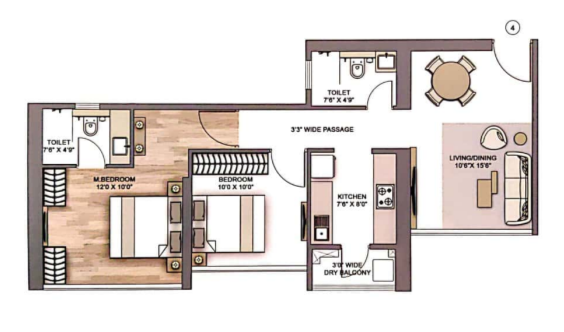 4
TOILET
7'6" X 4'9"
3'3" WIDE PASSAGE
TOILET
7'6" X 4'9"
LIVING/DINING
10'6"X 15'6"
M.BEDROOM
12'0 X 10'0"
BEDROOM
10'0 X 10'0"
KITCHEN
7'6" X 8'0"
3'0" WIDE
DRY BALCONY